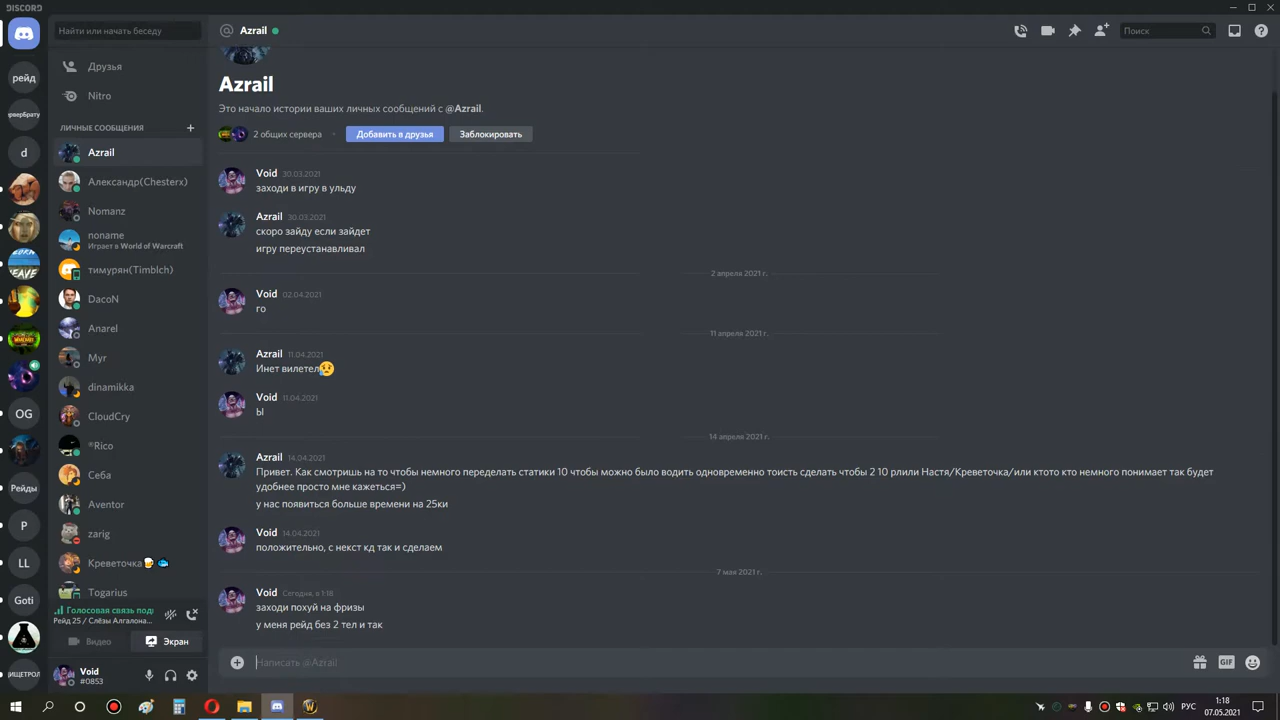 DISCORD
Найти или начать беседу
Azrail
Поиск
рейд
Друзья
Azrail
Nitro
Это начало истории ваших личных сообщений с @Azrail.
ЛИЧНЫЕ СООБЩЕНИЯ
2 общих сервера
Добавить в друзья
Заблокировать
d
Azrail
Александр(Chesterx)
Nomanz
noname
Играет в World of Warcraft
тимурян(Timblch)
DacoN
Anarel
Myr
dinamikka
CloudCry
*Rico
Себа
Aventor
zarig
Креветочка
Togarius
OG
Рейды
P
LL
Goti
ИЩЕТРОЛ
Void 30.03.2021
заходи в игру в ульду
Azrail 30.03.2021
скоро зайду если зайдет
игру переустанавливал
2 апреля 2021 г.
Void 02.04.2021
го
11 апреля 2021 г.
Azrail 11.04.2021
Инет вилетел😢
Void 11.04.2021
Ы
14 апреля 2021 г.
Azrail 14.04.2021
Привет. Как смотришь на то чтобы немного переделать статики 10 чтобы можно было водить одновременно тоисть сделать чтобы 2 10 рлили Настя/Креветочка/или ктото кто немного понимает так будет
удобнее просто мне кажеться=)
у нас появиться больше времени на 25ки
Void 14.04.2021
положительно, с некст кд так и сделаем
7 мая 2021 г.
Void Сегодня, в 1:18
заходи похуй на фризы
у меня рейд без 2 тел и так
Голосовая связь под
Рейд 25 / Слёзы Алгалона...
Видео
Экран
Void
#0853
Написать @Azrail
GIF
РУС
1:18
07.05.2021